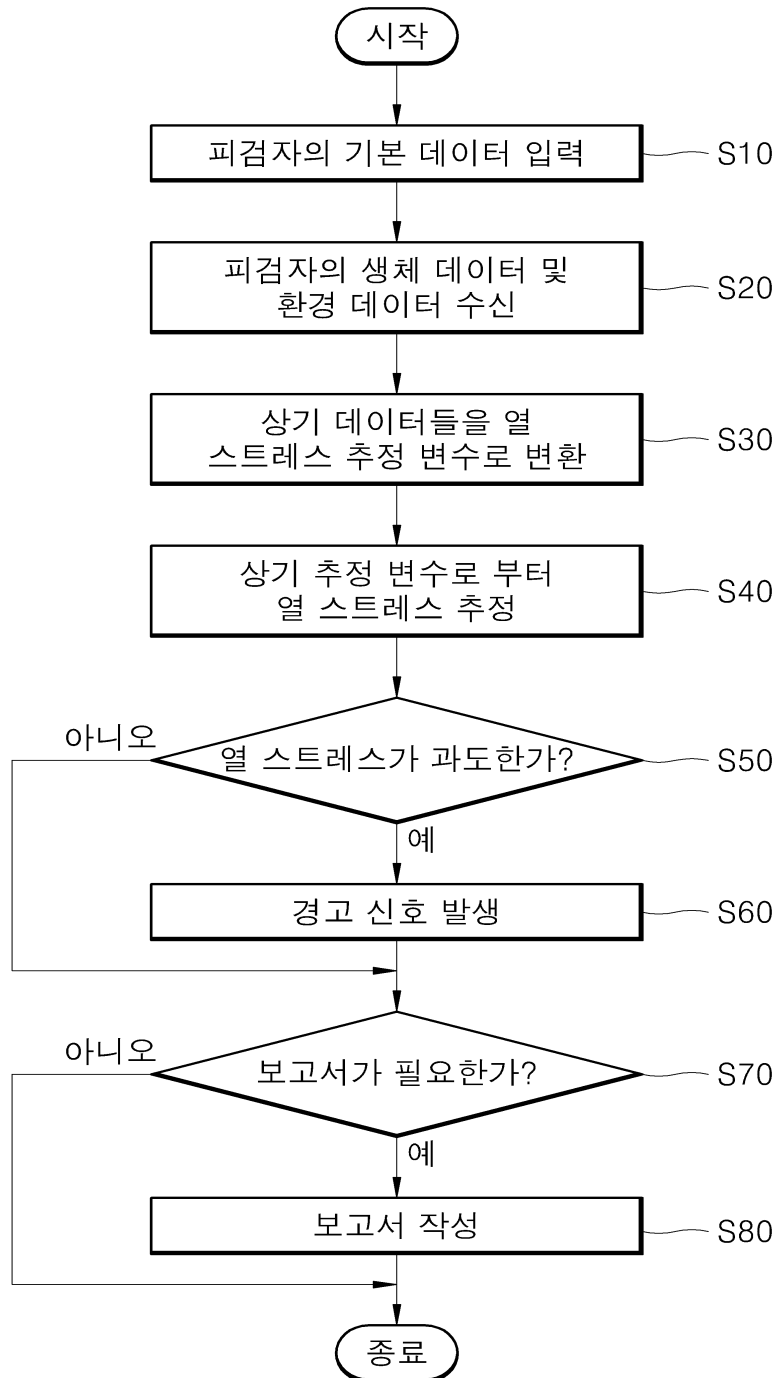 시작
피검자의 기본 데이터 입력
S10
피검자의 생체 데이터 및
환경 데이터 수신
S20
상기 데이터들을 열
스트레스 추정 변수로 변환
S30
상기 추정 변수로 부터
열 스트레스 추정
S40
아니오
열 스트레스가 과도한가?
S50
예
경고 신호 발생
S60
아니오
보고서가 필요한가?
S70
예
보고서 작성
S80
종료